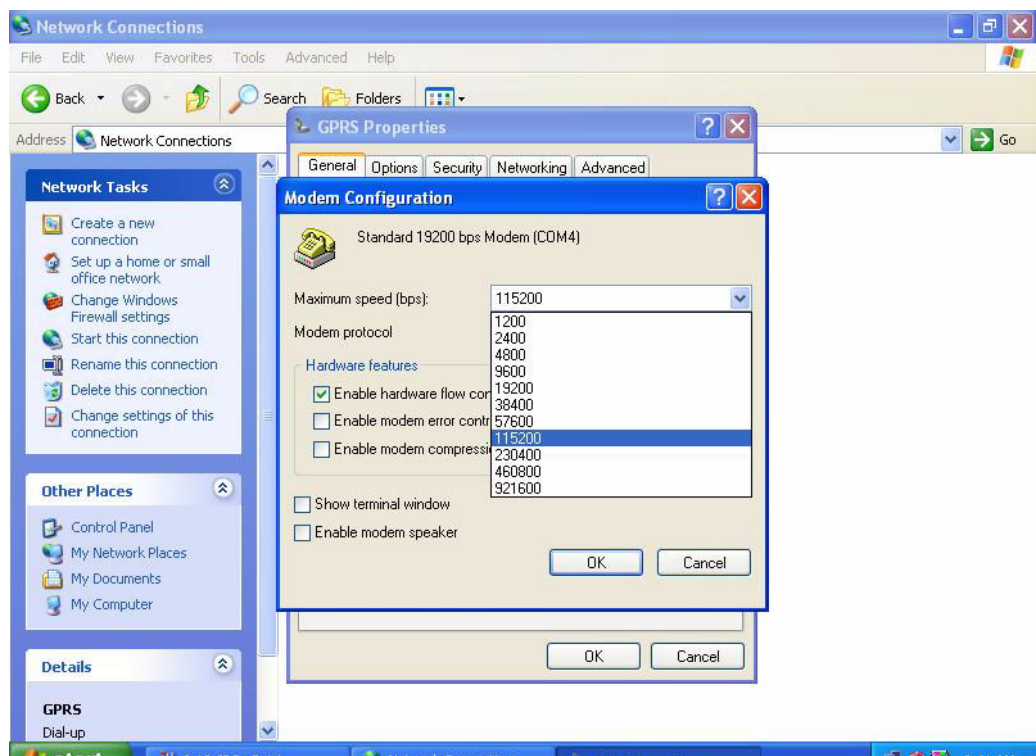 Network Connections
File Edit View Favorites Tools Advanced Help
Back Search Folders
Address Network Connections Go
GPRS Properties
General Options Security Networking Advanced
Network Tasks
Create a new
connection
Set up a home or small
office network
Change Windows
Firewall settings
Start this connection
Rename this connection
Delete this connection
Change settings of this
connection
Other Places
Control Panel
My Network Places
My Documents
My Computer
Details
GPRS
Dial-up
Modem Configuration
Standard 19200 bps Modem (COM4)
Maximum speed (bps): 115200
1200
2400
4800
9600
19200
38400
57600
115200
230400
460800
921600
Modem protocol
Hardware features
Enable hardware flow cor
Enable modem error contr
Enable modem compressi
Show terminal window
Enable modem speaker
OK Cancel
OK Cancel